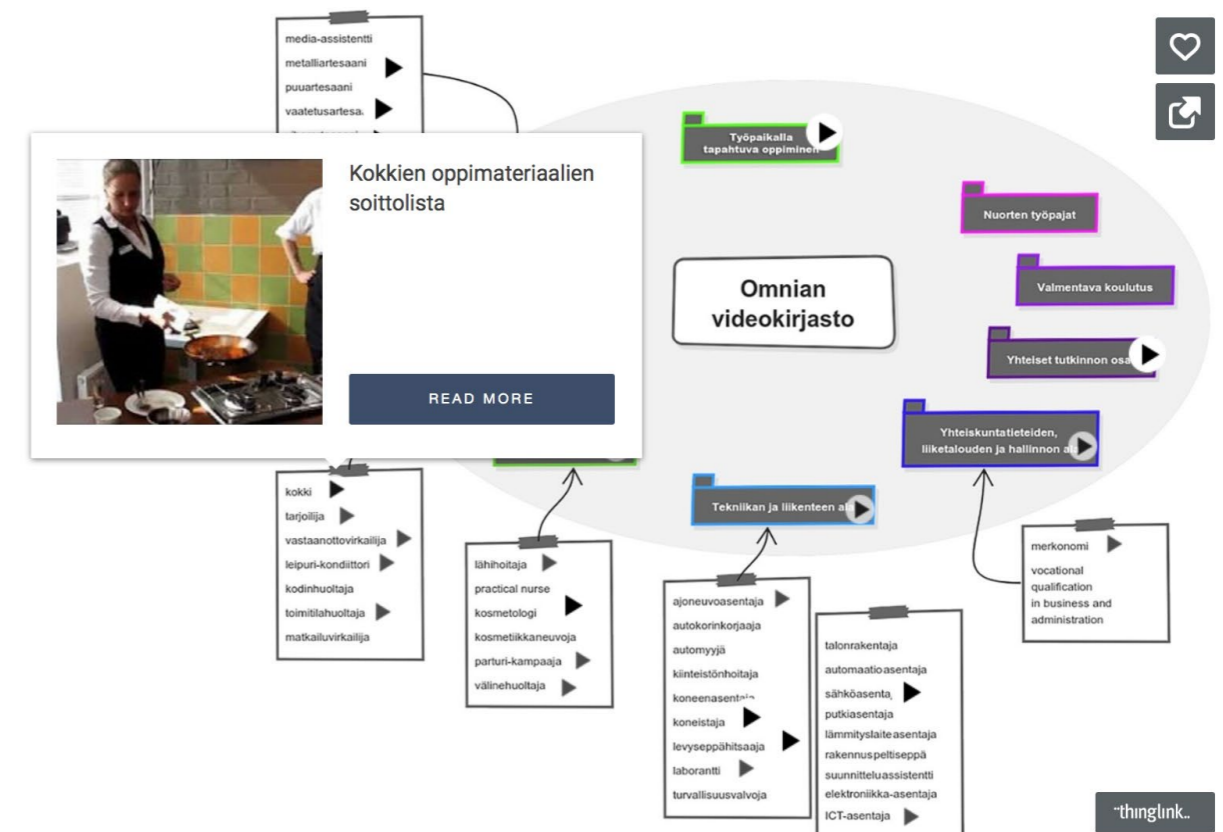 media-assistentti
metalliartesaani
puuartesaani
vaatetusartesa.
Kokkien oppimateriaalien
soittolista
READ MORE
Työpaikalla
tapahtuva oppiminen
Nuorten työpajat
Valmentava koulutus
Omnian
videokirjasto
Yhteiset tutkinnon osa
Yhteiskuntatieteiden,
liiketalouden ja hallinnon ala
Tekniikan ja liikenteen ala
kokki
tarjoilija
vastaanottovirkailija
leipuri-kondiittori
kodinhuoltaja
toimitilahuoltaja
matkailuvirkailija
lähihoitaja
practical nurse
kosmetologi
kosmetiikkaneuvoja
parturi-kampaaja
välinehuoltaja
ajoneuvoasentaja
autokorinkorjaaja
automyyjä
kiinteistönhoitaja
koneenasentaja
koneistaja
levyseppähitsaaja
laborantti
turvallisuusvalvoja
talonrakentaja
automaatioasentaja
sähköasenta
putkiasentaja
lämmityslaiteasentaja
rakennuspeltiseppä
suunnitteluassistentti
elektroniikka-asentaja
ICT-asentaja
merkonomi
vocational
qualification
in business and
administration
thinglink..